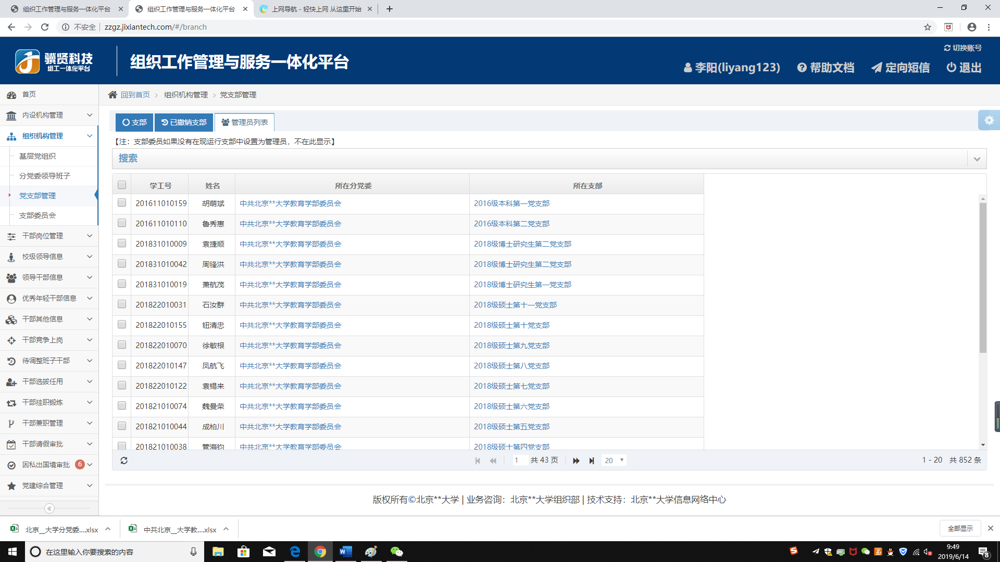 组织工作管理与服务一体化平台
组织工作管理与服务一体化平台
上网导航 - 轻快上网 从这里开始
不安全 zzgz.jixiantech.com/#/branch
骥贤科技
组工一体化平台
组织工作管理与服务一体化平台
切换账号
李阳(liyang123) 帮助文档 定向短信 退出
首页
内设机构管理
组织机构管理
基层党组织
分党委领导班子
党支部管理
支部委员会
干部岗位管理
校级领导信息
领导干部信息
优秀年轻干部信息
干部其他信息
干部竞争上岗
待调整班子干部
干部选拔任用
干部挂职锻炼
干部兼职管理
干部请假审批
因私出国境审批 6
党建综合管理
回到首页 组织机构管理 党支部管理
支部 已撤销支部 管理员列表
【注：支部委员如果没有在现运行支部中设置为管理员，不在此显示】
搜索
学工号 姓名 所在分党委 所在支部
201611010159 胡萌斌 中共北京**大学教育学部委员会 2016级本科第一党支部
201611010110 鲁秀惠 中共北京**大学教育学部委员会 2016级本科第二党支部
201831010009 袁捷顺 中共北京**大学教育学部委员会 2018级博士研究生第二党支部
201831010042 周锋洪 中共北京**大学教育学部委员会 2018级博士研究生第二党支部
201831010019 萧航茂 中共北京**大学教育学部委员会 2018级博士研究生第一党支部
201822010031 石汝群 中共北京**大学教育学部委员会 2018级硕士第十一党支部
201822010155 钮清忠 中共北京**大学教育学部委员会 2018级硕士第十党支部
201822010070 徐敏根 中共北京**大学教育学部委员会 2018级硕士第九党支部
201822010147 凤航飞 中共北京**大学教育学部委员会 2018级硕士第八党支部
201822010122 袁锡来 中共北京**大学教育学部委员会 2018级硕士第七党支部
201821010074 魏曼荣 中共北京**大学教育学部委员会 2018级硕士第六党支部
201821010044 成柏川 中共北京**大学教育学部委员会 2018级硕士第五党支部
201821010038 管海钧 中共北京**大学教育学部委员会 2018级硕士第四党支部
1 共 43 页 20 1 - 20 共 852 条
版权所有©北京**大学 | 业务咨询：北京**大学组织部 | 技术支持：北京**大学信息网络中心
北京__大学分党委....xlsx
中共北京__大学教....xlsx
全部显示
在这里输入你要搜索的内容
9:49
2019/6/14
8